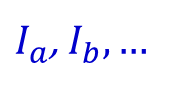 I_a, I_b, ...